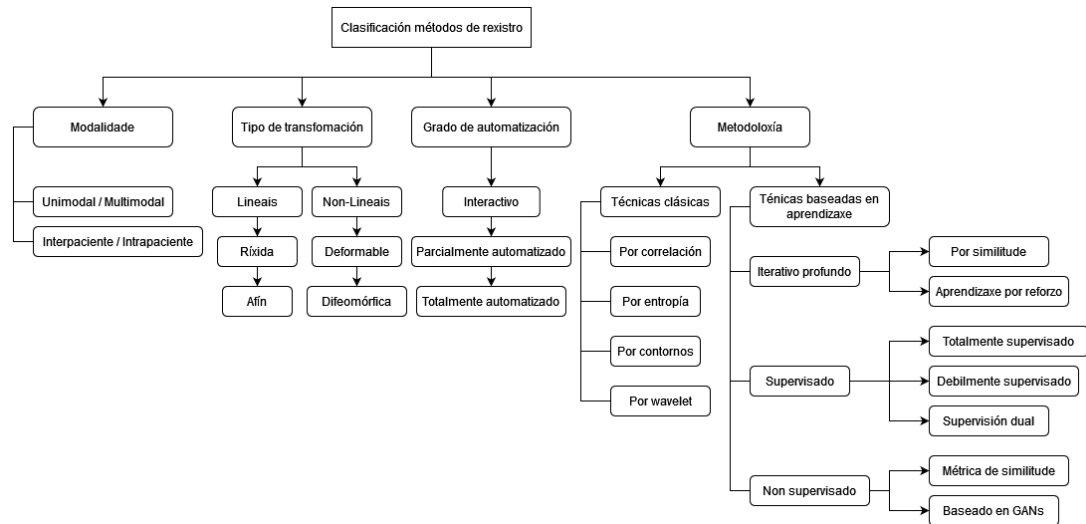 Clasificación métodos de rexistro
Modalidade
Tipo de transfomación
Grado de automatización
Metodoloxía
Unimodal / Multimodal
Interpaciente / Intrapaciente
Lineais
Non-Lineais
Interactivo
Técnicas clásicas
Ténicas baseadas en
aprendizaxe
Ríxida
Deformable
Parcialmente automatizado
Por correlación
Iterativo profundo
Por similitude
Aprendizaxe por reforzo
Afín
Difeomórfica
Totalmente automatizado
Por entropía
Por contornos
Supervisado
Totalmente supervisado
Debilmente supervisado
Supervisión dual
Por wavelet
Non supervisado
Métrica de similitude
Baseado en GANs